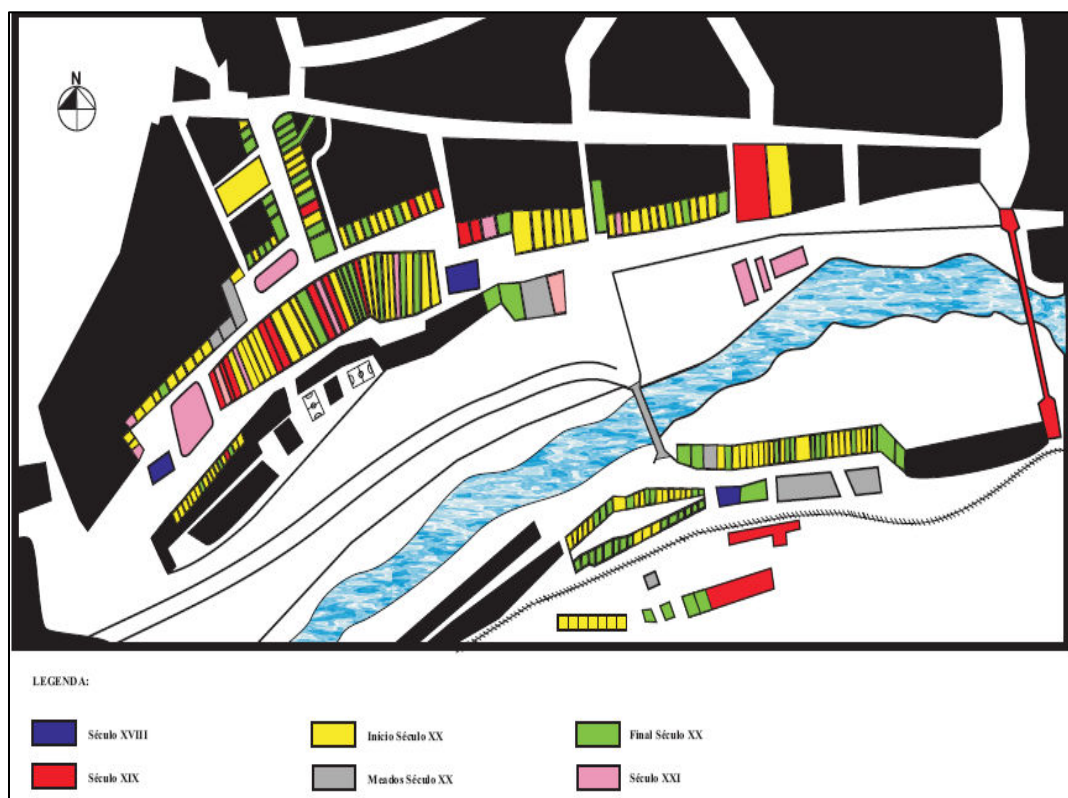 N
LEGENDA:
Século XVIII
Início Século XX
Final Século XX
Século XIX
Meados Século XX
Século XXI